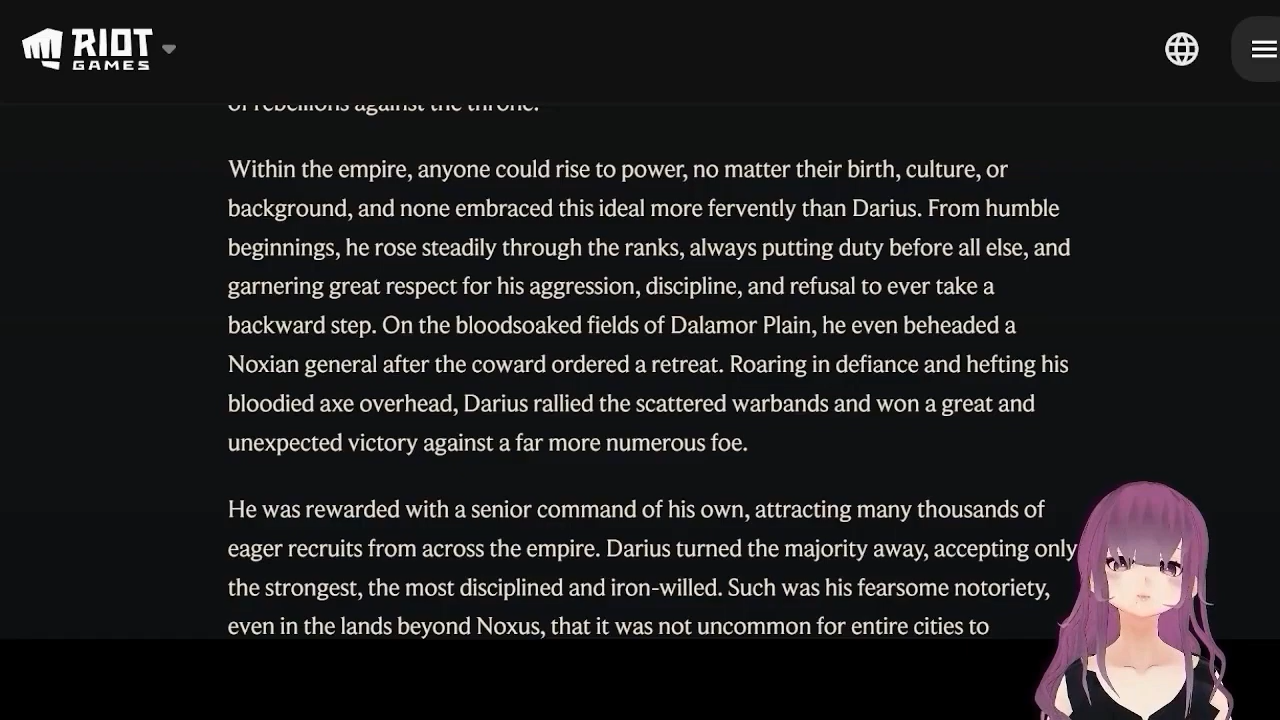 RIOT
GAMES
of rebellions against the throne.
Within the empire, anyone could rise to power, no matter their birth, culture, or
background, and none embraced this ideal more fervently than Darius. From humble
beginnings, he rose steadily through the ranks, always putting duty before all else, and
garnering great respect for his aggression, discipline, and refusal to ever take a
backward step. On the bloodsoaked fields of Dalamor Plain, he even beheaded a
Noxian general after the coward ordered a retreat. Roaring in defiance and hefting his
bloodied axe overhead, Darius rallied the scattered warbands and won a great and
unexpected victory against a far more numerous foe.
He was rewarded with a senior command of his own, attracting many thousands of
eager recruits from across the empire. Darius turned the majority away, accepting only
the strongest, the most disciplined and iron-willed. Such was his fearsome notoriety,
even in the lands beyond Noxus, that it was not uncommon for entire cities to